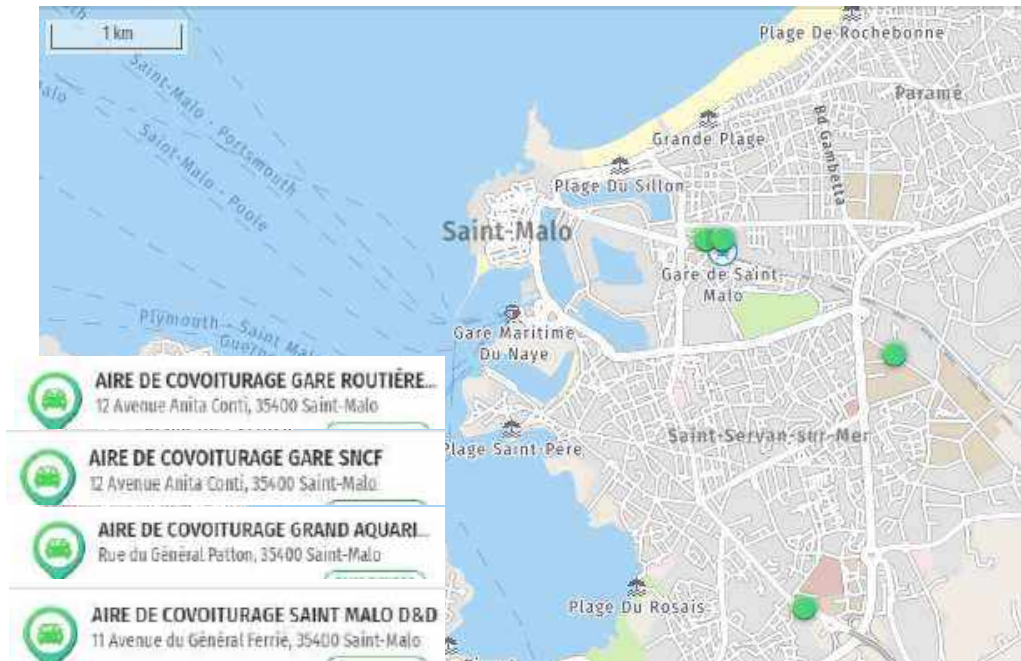 1 km
Plage De Rochebonne
Saint-Malo - Portsmouth
Paramé
Grande Plage
Bd Gambetta
Saint-Malo - Poole
Plage Du Sillon
Saint-Malo
Gare de Saint-
Malo
Plymouth - Saint Malo
Gare Maritime
Du Naye
AIRE DE COVOITURAGE GARE ROUTIÈRE...
12 Avenue Anita Conti, 35400 Saint-Malo
AIRE DE COVOITURAGE GARE SNCF
12 Avenue Anita Conti, 35400 Saint-Malo
AIRE DE COVOITURAGE GRAND AQUARI...
Rue du Général Patton, 35400 Saint-Malo
AIRE DE COVOITURAGE SAINT MALO D&D
11 Avenue du Général Ferrié, 35400 Saint-Malo
Plage Saint-Père
Saint-Servan-sur-Mer
Plage Du Rosais